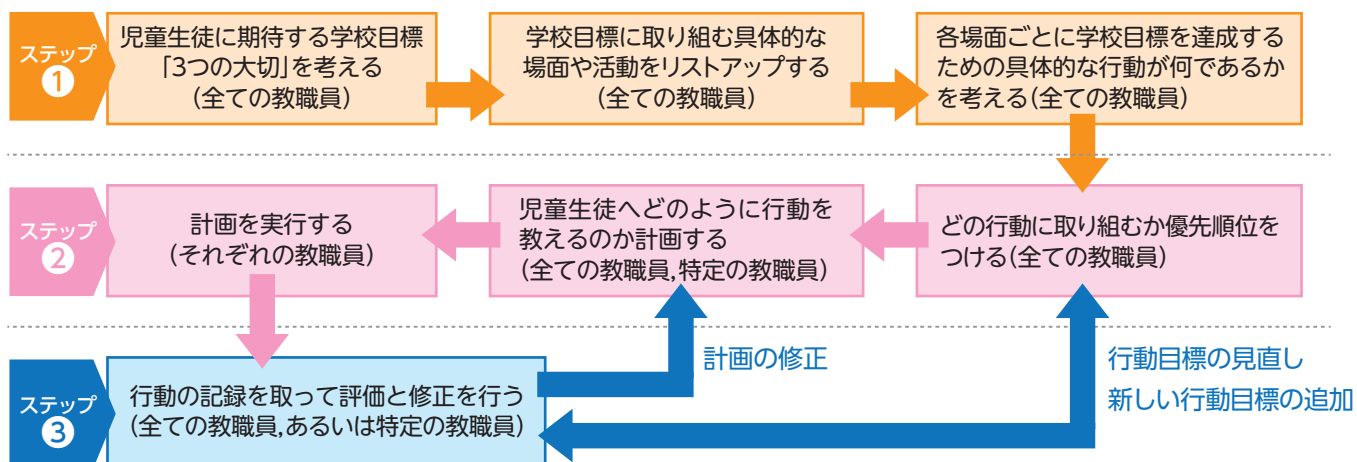 ステップ
1
児童生徒に期待する学校目標
「3つの大切」を考える
(全ての教職員)
学校目標に取り組む具体的な
場面や活動をリストアップする
(全ての教職員)
各場面ごとに学校目標を達成する
ための具体的な行動が何であるか
を考える(全ての教職員)
ステップ
2
計画を実行する
(それぞれの教職員)
児童生徒へどのように行動を
教えるのか計画する
(全ての教職員,特定の教職員)
どの行動に取り組むか優先順位を
つける(全ての教職員)
ステップ
3
行動の記録を取って評価と修正を行う
(全ての教職員,あるいは特定の教職員)
計画の修正
行動目標の見直し
新しい行動目標の追加